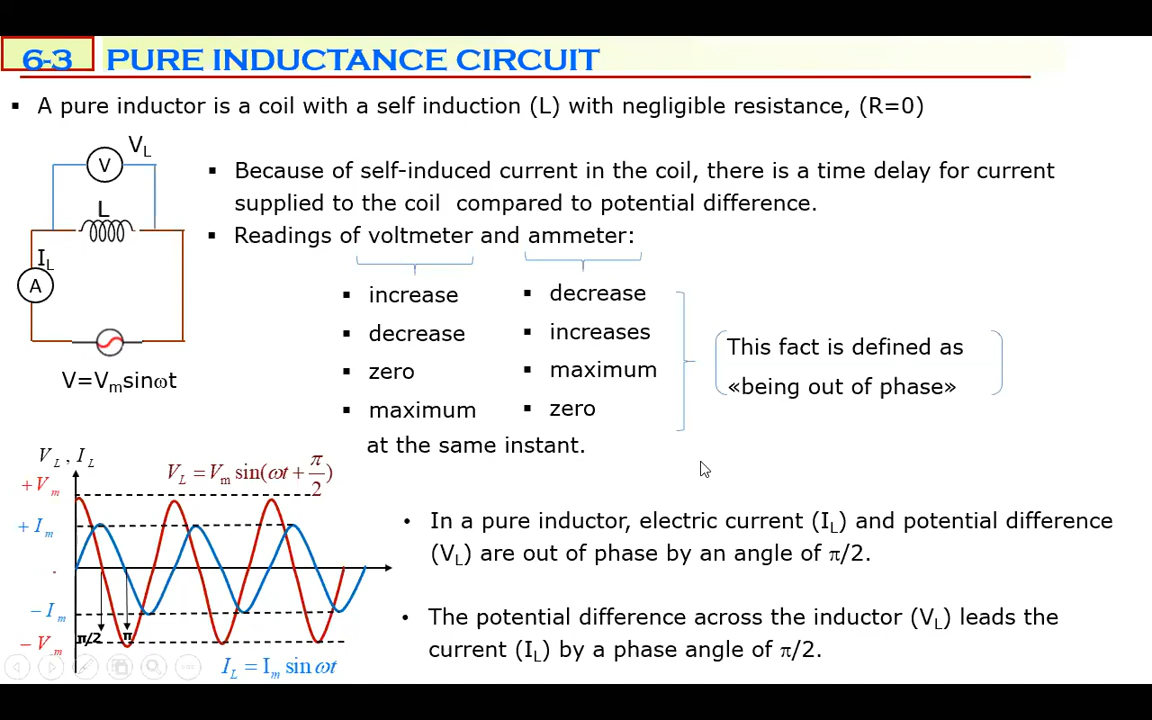 6-3 PURE INDUCTANCE CIRCUIT
▪ A pure inductor is a coil with a self induction (L) with negligible resistance, (R=0)
V_L
V
L
I_L
A
V=V_m sinωt
▪ Because of self-induced current in the coil, there is a time delay for current
supplied to the coil compared to potential difference.
▪ Readings of voltmeter and ammeter:
▪ increase ▪ decrease
▪ decrease ▪ increases
▪ zero ▪ maximum
▪ maximum ▪ zero
at the same instant.
This fact is defined as
«being out of phase»
V_L , I_L
V_L = V_m sin(ωt + π/2)
+ V_m
+ I_m
− I_m
− V_m
π/2 π
I_L = I_m sin ωt
• In a pure inductor, electric current (I_L) and potential difference
(V_L) are out of phase by an angle of π/2.
• The potential difference across the inductor (V_L) leads the
current (I_L) by a phase angle of π/2.